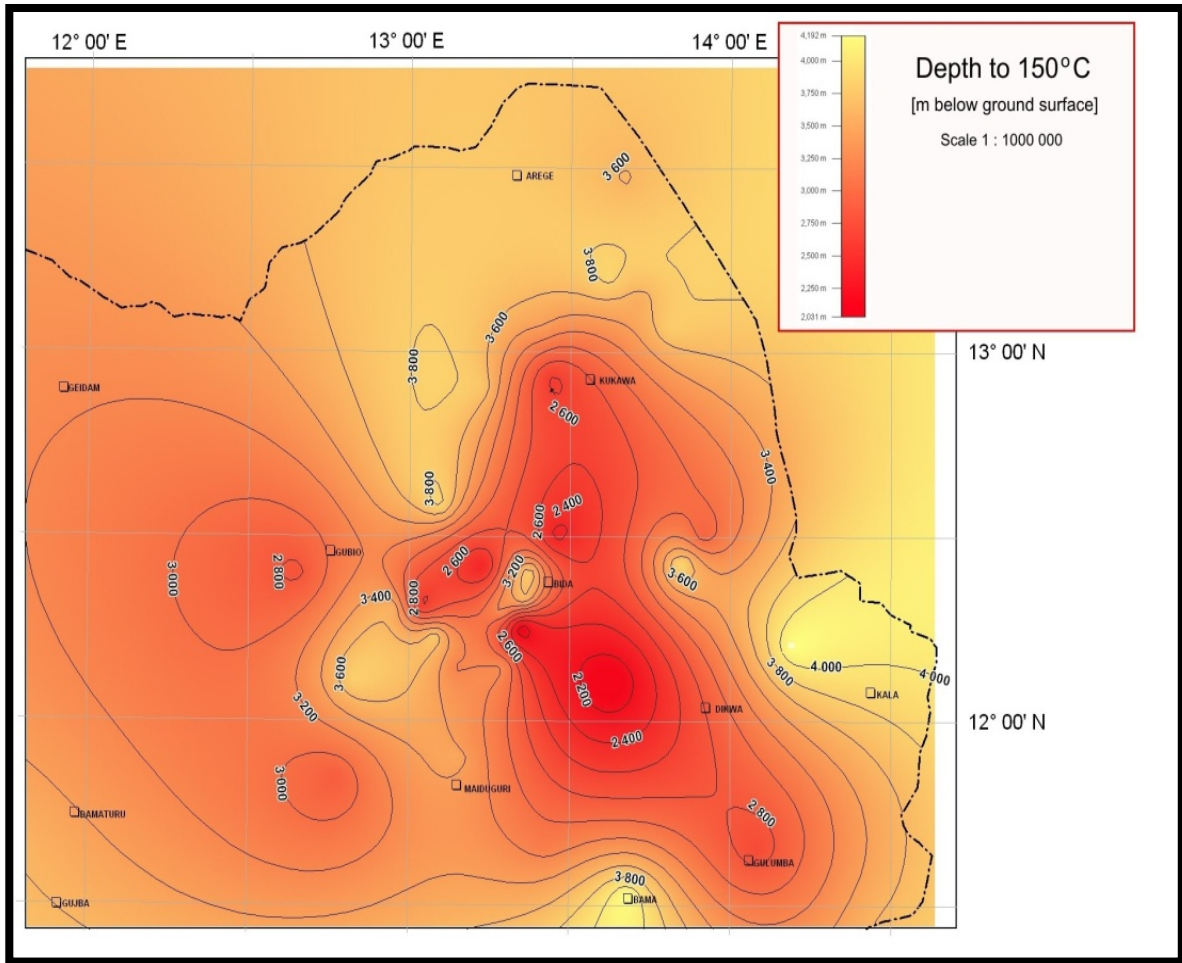 12° 00' E
13° 00' E
14° 00' E
Depth to 150°C
[m below ground surface]
Scale 1 : 1000 000
4,192 m
4,000 m
3,750 m
3,500 m
3,250 m
3,000 m
2,750 m
2,500 m
2,250 m
2,031 m
3 600
AREGE
3 800
3 600
13° 00' N
3 800
KUKAWA
GEIDAM
2 600
3 400
3 800
2 400
2 600
GUBIO
2 600
3 200
3 000
2 800
BIDA
3 600
3 400
2 800
2 600
3 600
3 800
4 000
4 000
2 200
KALA
3 200
DIKWA
12° 00' N
2 400
3 000
MAIDUGURI
DAMATURU
2 800
GULUMBA
3 800
GUJBA
BAMA